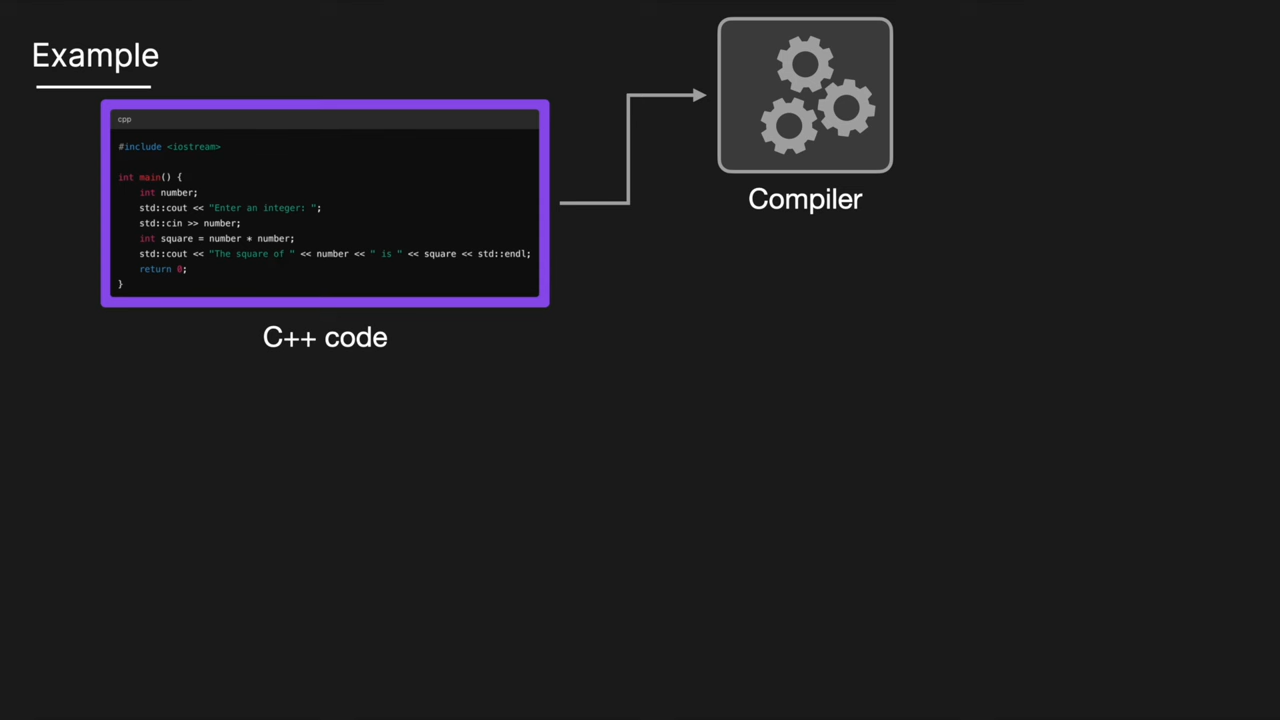 Example
cpp
#include <iostream>
int main() {
    int number;
    std::cout << "Enter an integer: ";
    std::cin >> number;
    int square = number * number;
    std::cout << "The square of " << number << " is " << square << std::endl;
    return 0;
}
C++ code
Compiler